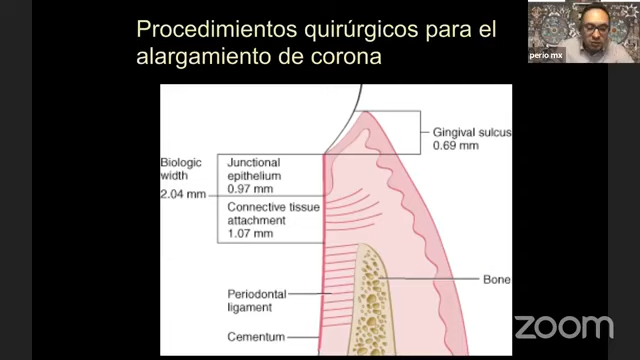 Procedimientos quirúrgicos para el
alargamiento de corona
perio mx
Gingival sulcus
0.69 mm
Biologic
width
2.04 mm
Junctional
epithelium
0.97 mm
Connective tissue
attachment
1.07 mm
Bone
Periodontal
ligament
Cementum
zoom